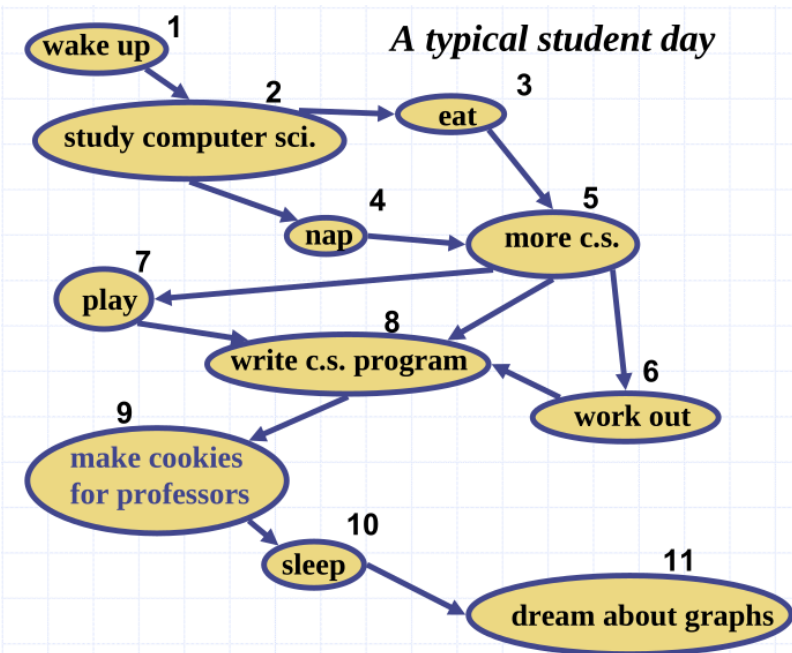 A typical student day
1
wake up
2
study computer sci.
3
eat
4
nap
5
more c.s.
7
play
8
write c.s. program
6
work out
9
make cookies
for professors
10
sleep
11
dream about graphs